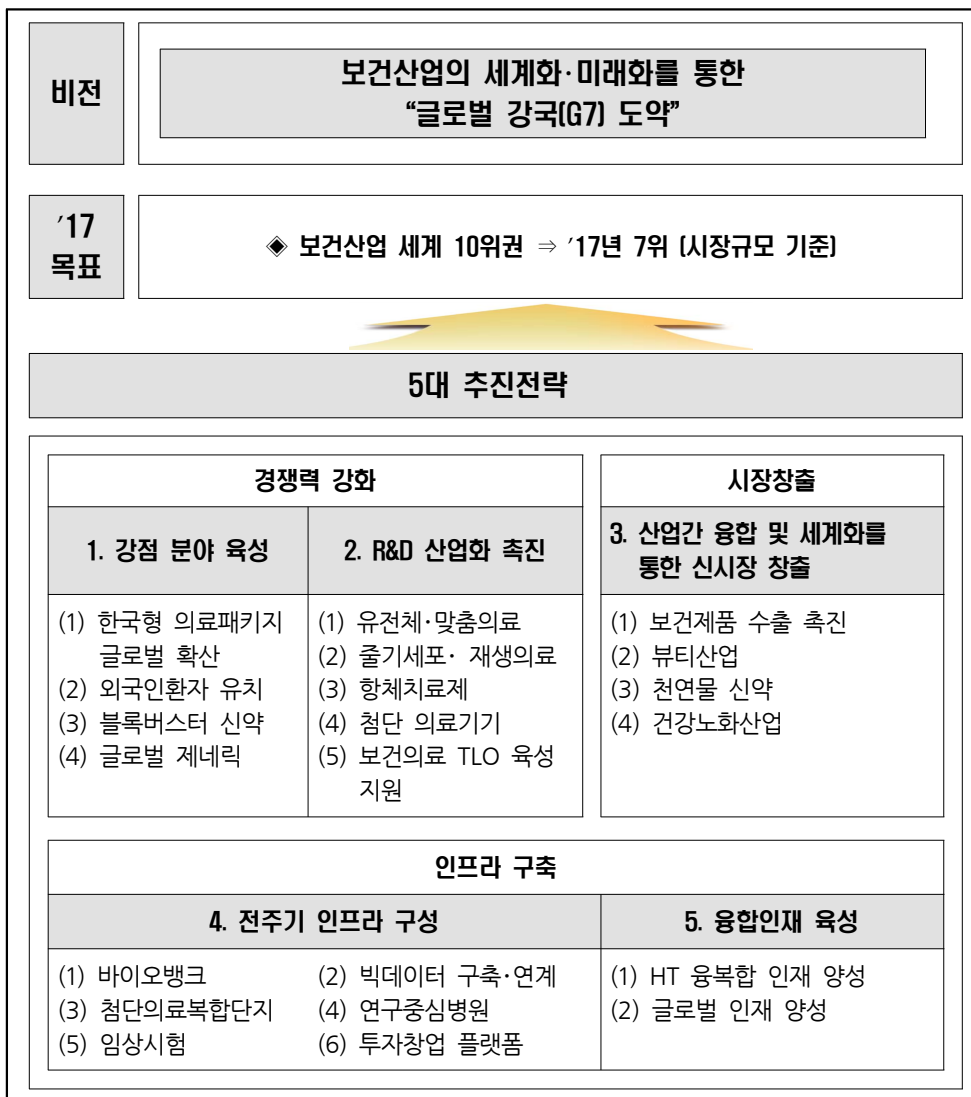 비전
보건산업의 세계화·미래화를 통한
“글로벌 강국(G7) 도약”
′17
목표
◈ 보건산업 세계 10위권 ⇒ ′17년 7위 (시장규모 기준)
5대 추진전략
경쟁력 강화
1. 강점 분야 육성
(1) 한국형 의료패키지
글로벌 확산
(2) 외국인환자 유치
(3) 블록버스터 신약
(4) 글로벌 제네릭
2. R&D 산업화 촉진
(1) 유전체·맞춤의료
(2) 줄기세포· 재생의료
(3) 항체치료제
(4) 첨단 의료기기
(5) 보건의료 TLO 육성
지원
시장창출
3. 산업간 융합 및 세계화를
통한 신시장 창출
(1) 보건제품 수출 촉진
(2) 뷰티산업
(3) 천연물 신약
(4) 건강노화산업
인프라 구축
4. 전주기 인프라 구성
(1) 바이오뱅크 (2) 빅데이터 구축·연계
(3) 첨단의료복합단지 (4) 연구중심병원
(5) 임상시험 (6) 투자창업 플랫폼
5. 융합인재 육성
(1) HT 융복합 인재 양성
(2) 글로벌 인재 양성